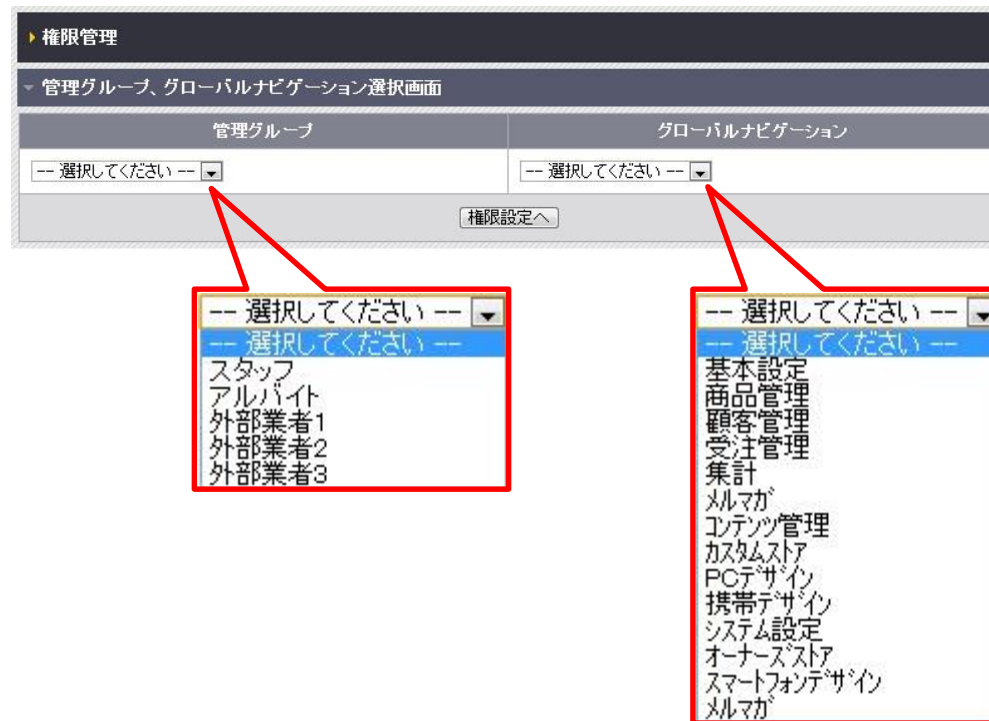 権限管理
管理グループ、グローバルナビゲーション選択画面
管理グループ
グローバルナビゲーション
-- 選択してください --
-- 選択してください --
権限設定へ
-- 選択してください --
-- 選択してください --
スタッフ
アルバイト
外部業者1
外部業者2
外部業者3
-- 選択してください --
-- 選択してください --
基本設定
商品管理
顧客管理
受注管理
集計
メルマガ
コンテンツ管理
カスタムストア
PCデザイン
携帯デザイン
システム設定
オーナーズストア
スマートフォンデザイン
メルマガ